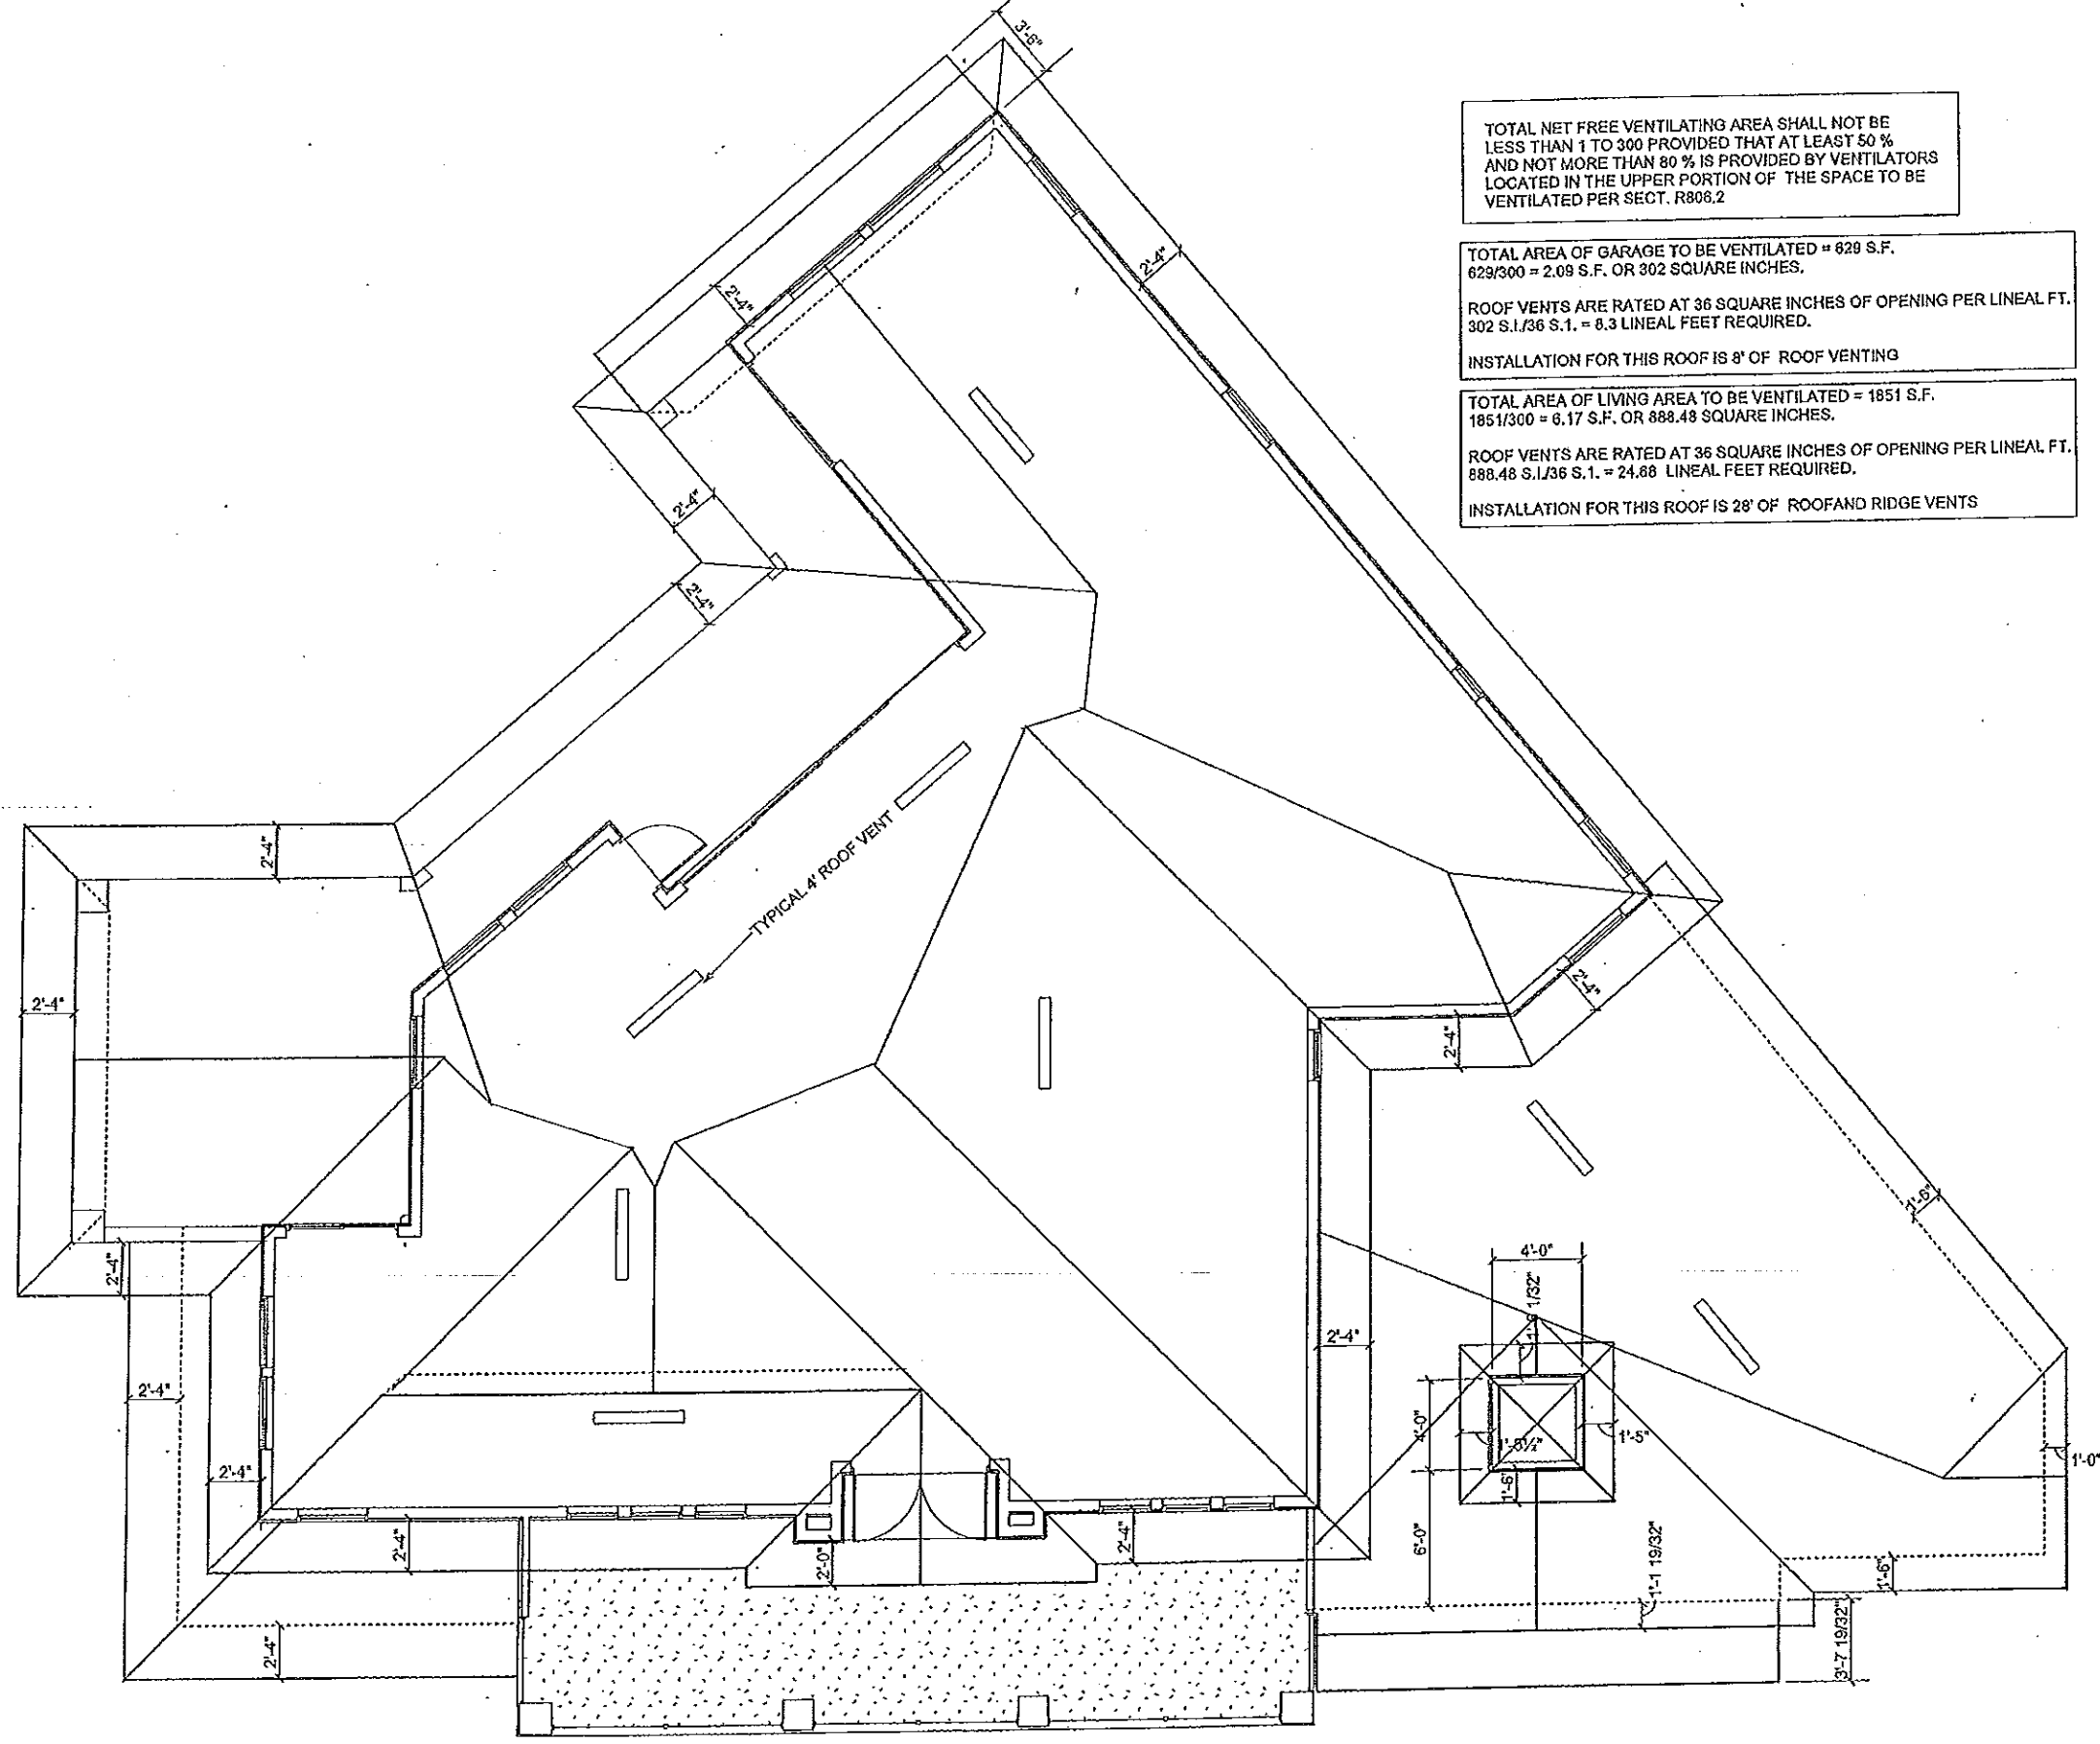 3'-6"
TOTAL NET FREE VENTILATING AREA SHALL NOT BE
LESS THAN 1 TO 300 PROVIDED THAT AT LEAST 50 %
AND NOT MORE THAN 80 % IS PROVIDED BY VENTILATORS
LOCATED IN THE UPPER PORTION OF THE SPACE TO BE
VENTILATED PER SECT. R806.2
TOTAL AREA OF GARAGE TO BE VENTILATED = 629 S.F.
629/300 = 2.09 S.F. OR 302 SQUARE INCHES.
ROOF VENTS ARE RATED AT 36 SQUARE INCHES OF OPENING PER LINEAL FT.
302 S.I./36 S.1. = 8.3 LINEAL FEET REQUIRED.
INSTALLATION FOR THIS ROOF IS 8' OF ROOF VENTING
TOTAL AREA OF LIVING AREA TO BE VENTILATED = 1851 S.F.
1851/300 = 6.17 S.F. OR 888.48 SQUARE INCHES.
ROOF VENTS ARE RATED AT 36 SQUARE INCHES OF OPENING PER LINEAL FT.
888.48 S.I./36 S.1. = 24.68 LINEAL FEET REQUIRED.
INSTALLATION FOR THIS ROOF IS 28' OF ROOFAND RIDGE VENTS
2'-4"
2'-4"
2'-4"
2'-4"
TYPICAL 4' ROOF VENT
2'-4"
2'-4"
2'-4"
2'-4"
2'-4"
1'-6"
4'-0"
2'-4"
2'-4"
2'-4"
4'-0"
1'-5"
1'-0"
2'-4"
1'-6"
2'-4"
2'-0"
2'-4"
6'-0"
1'-1 19/32"
1'-6"
2'-4"
3'-7 19/32"